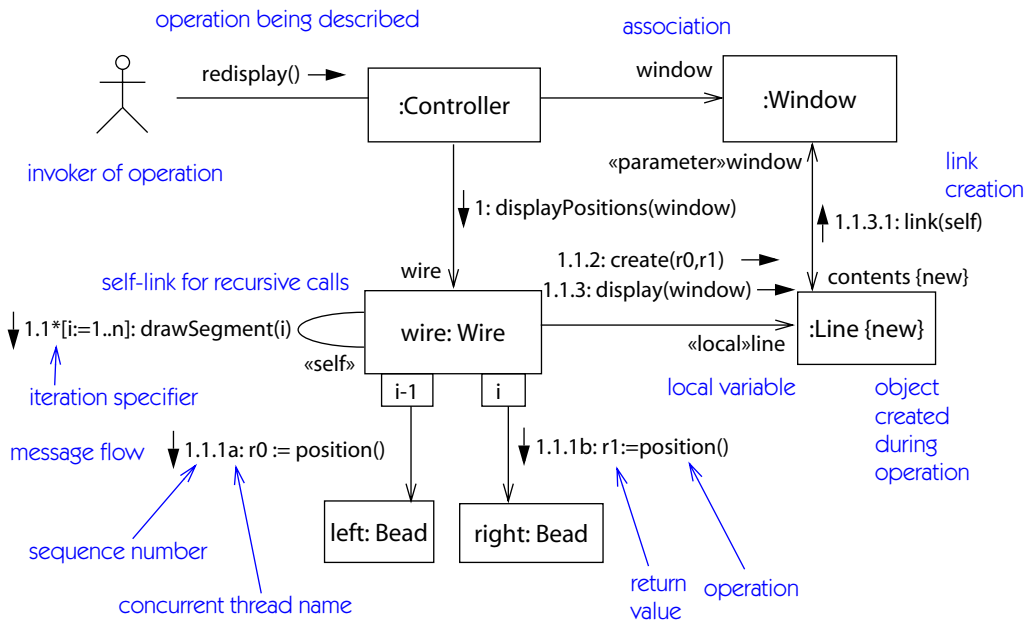 operation being described
association
redisplay()
window
:Controller
:Window
invoker of operation
«parameter»window
link
creation
1: displayPositions(window)
1.1.3.1: link(self)
wire
1.1.2: create(r0,r1)
self-link for recursive calls
1.1.3: display(window)
contents {new}
1.1*[i:=1..n]: drawSegment(i)
wire: Wire
:Line {new}
«self»
«local»line
iteration specifier
i-1
i
local variable
object
created
during
operation
message flow
1.1.1a: r0 := position()
1.1.1b: r1:=position()
left: Bead
right: Bead
sequence number
concurrent thread name
return
value
operation